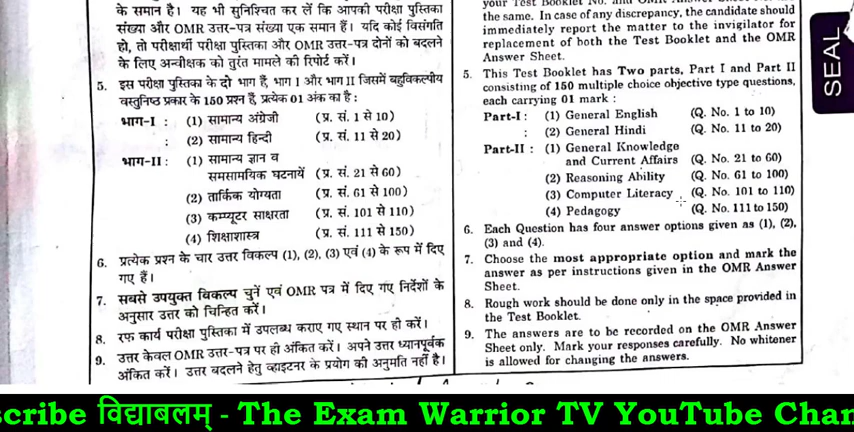 के समान है। यह भी सुनिश्चित कर लें कि आपकी परीक्षा पुस्तिका
संख्या और OMR उत्तर-पत्र संख्या एक समान हैं। यदि कोई विसंगति
हो, तो परीक्षार्थी परीक्षा पुस्तिका और OMR उत्तर-पत्र दोनों को बदलने
के लिए अन्वीक्षक को तुरंत मामले की रिपोर्ट करें।
5. इस परीक्षा पुस्तिका के दो भाग हैं, भाग I और भाग II जिसमें बहुविकल्पीय
वस्तुनिष्ठ प्रकार के 150 प्रश्न हैं, प्रत्येक 01 अंक का है :
भाग-I : (1) सामान्य अंग्रेजी (प्र. सं. 1 से 10)
: (2) सामान्य हिन्दी (प्र. सं. 11 से 20)
भाग-II : (1) सामान्य ज्ञान व
समसामयिक घटनायें (प्र. सं. 21 से 60)
(2) तार्किक योग्यता (प्र. सं. 61 से 100)
(3) कम्प्यूटर साक्षरता (प्र. सं. 101 से 110)
(4) शिक्षाशास्त्र (प्र. सं. 111 से 150)
6. प्रत्येक प्रश्न के चार उत्तर विकल्प (1), (2), (3) एवं (4) के रूप में दिए
गए हैं।
7. सबसे उपयुक्त विकल्प चुनें एवं OMR पत्र में दिए गए निर्देशों के
अनुसार उत्तर को चिन्हित करें।
8. रफ कार्य परीक्षा पुस्तिका में उपलब्ध कराए गए स्थान पर ही करें।
9. उत्तर केवल OMR उत्तर-पत्र पर ही अंकित करें। अपने उत्तर ध्यानपूर्वक
अंकित करें। उत्तर बदलने हेतु व्हाइटनर के प्रयोग की अनुमति नहीं है।
your Test Booklet No. and OMR Answer
the same. In case of any discrepancy, the candidate should
immediately report the matter to the invigilator for
replacement of both the Test Booklet and the OMR
Answer Sheet.
5. This Test Booklet has Two parts, Part I and Part II
consisting of 150 multiple choice objective type questions,
each carrying 01 mark :
Part-I : (1) General English (Q. No. 1 to 10)
: (2) General Hindi (Q. No. 11 to 20)
Part-II : (1) General Knowledge
and Current Affairs (Q. No. 21 to 60)
(2) Reasoning Ability (Q. No. 61 to 100)
(3) Computer Literacy (Q. No. 101 to 110)
(4) Pedagogy (Q. No. 111 to 150)
6. Each Question has four answer options given as (1), (2),
(3) and (4).
7. Choose the most appropriate option and mark the
answer as per instructions given in the OMR Answer
Sheet.
8. Rough work should be done only in the space provided in
the Test Booklet.
9. The answers are to be recorded on the OMR Answer
Sheet only. Mark your responses carefully. No whitener
is allowed for changing the answers.
SEAL
scribe विद्याबलम् - The Exam Warrior TV YouTube Chan